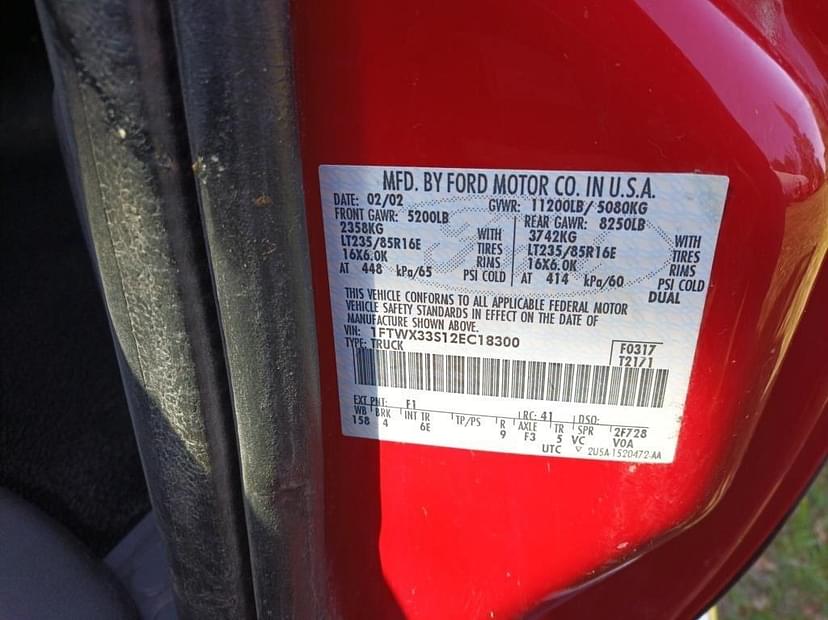 MFD. BY FORD MOTOR CO. IN U.S.A.
DATE: 02/02 GVWR: 11200LB/ 5080KG
FRONT GAWR: 5200LB REAR GAWR: 8250LB
2358KG WITH 3742KG WITH
LT235/85R16E TIRES LT235/85R16E TIRES
16X6.0K RIMS 16X6.0K RIMS
AT 448 kPa/65 PSI COLD AT 414 kPa/60 PSI COLD
DUAL
THIS VEHICLE CONFORMS TO ALL APPLICABLE FEDERAL MOTOR
VEHICLE SAFETY STANDARDS IN EFFECT ON THE DATE OF
MANUFACTURE SHOWN ABOVE.
VIN: 1FTWX33S12EC18300 F0317
TYPE: TRUCK T2171
EXT PNT: F1 RC: 41 DSO:
WB BRK INT TR TP/PS R AXLE TR SPR 2F728
158 4 6E 9 F3 5 VC V0A
UTC 2U5A-1520472-AA